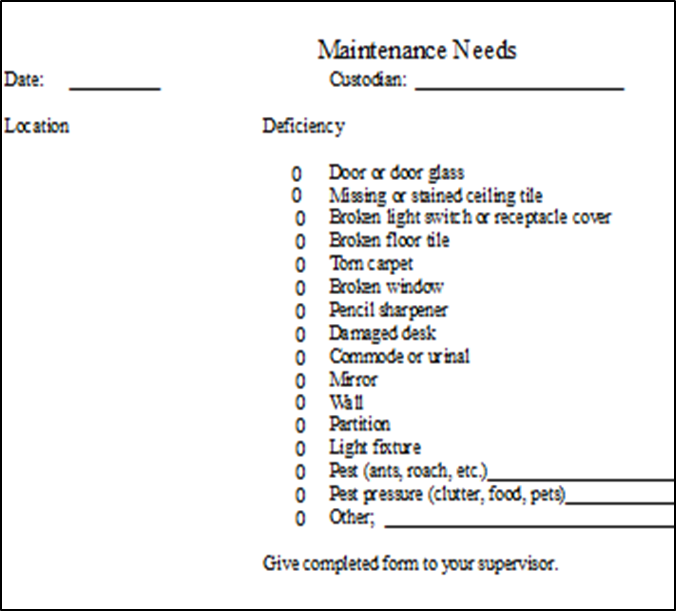 Maintenance Needs
Date: __________ Custodian: _______________________
Location Deficiency
0 Door or door glass
0 Missing or stained ceiling tile
0 Broken light switch or receptacle cover
0 Broken floor tile
0 Torn carpet
0 Broken window
0 Pencil sharpener
0 Damaged desk
0 Commode or urinal
0 Mirror
0 Wall
0 Partition
0 Light fixture
0 Pest (ants, roach, etc.)____________________
0 Pest pressure (clutter, food, pets)____________
0 Other; ________________________________
Give completed form to your supervisor.